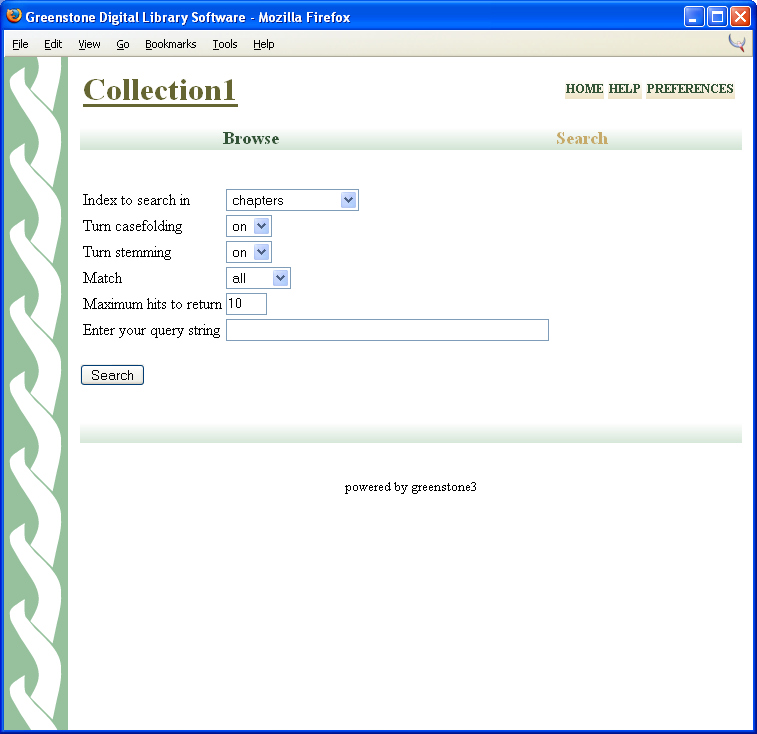 Greenstone Digital Library Software - Mozilla Firefox
File Edit View Go Bookmarks Tools Help
Collection1
HOME HELP PREFERENCES
Browse Search
Index to search in chapters
Turn casefolding on
Turn stemming on
Match all
Maximum hits to return 10
Enter your query string
Search
powered by greenstone3